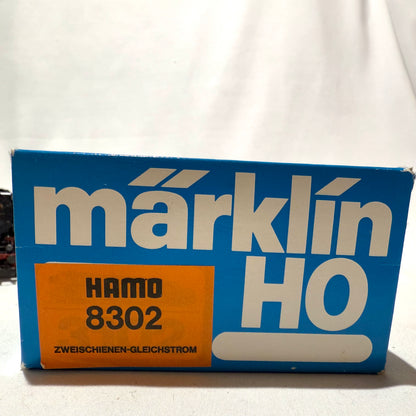 märklin
HO
HAMO
8302
ZWEISCHIENEN-GLEICHSTROM